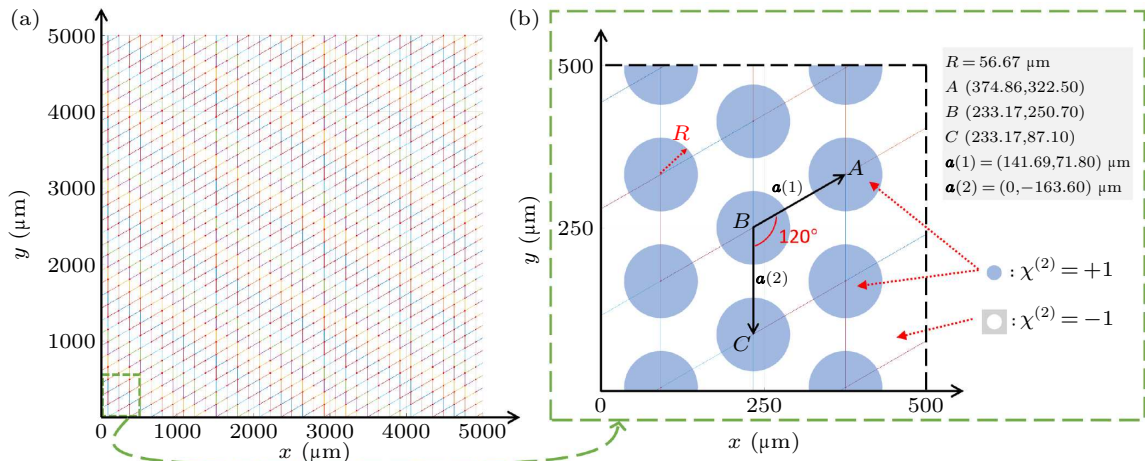 (a)
5000
4000
3000
2000
1000
0
1000
2000
3000
4000
5000
x (µm)
y (µm)
(b)
500
250
0
250
500
x (µm)
y (µm)
R
A
B
C
a(1)
a(2)
120°
R = 56.67 µm
A (374.86,322.50)
B (233.17,250.70)
C (233.17,87.10)
a(1) = (141.69,71.80) µm
a(2) = (0,−163.60) µm
: χ(2) = +1
: χ(2) = −1